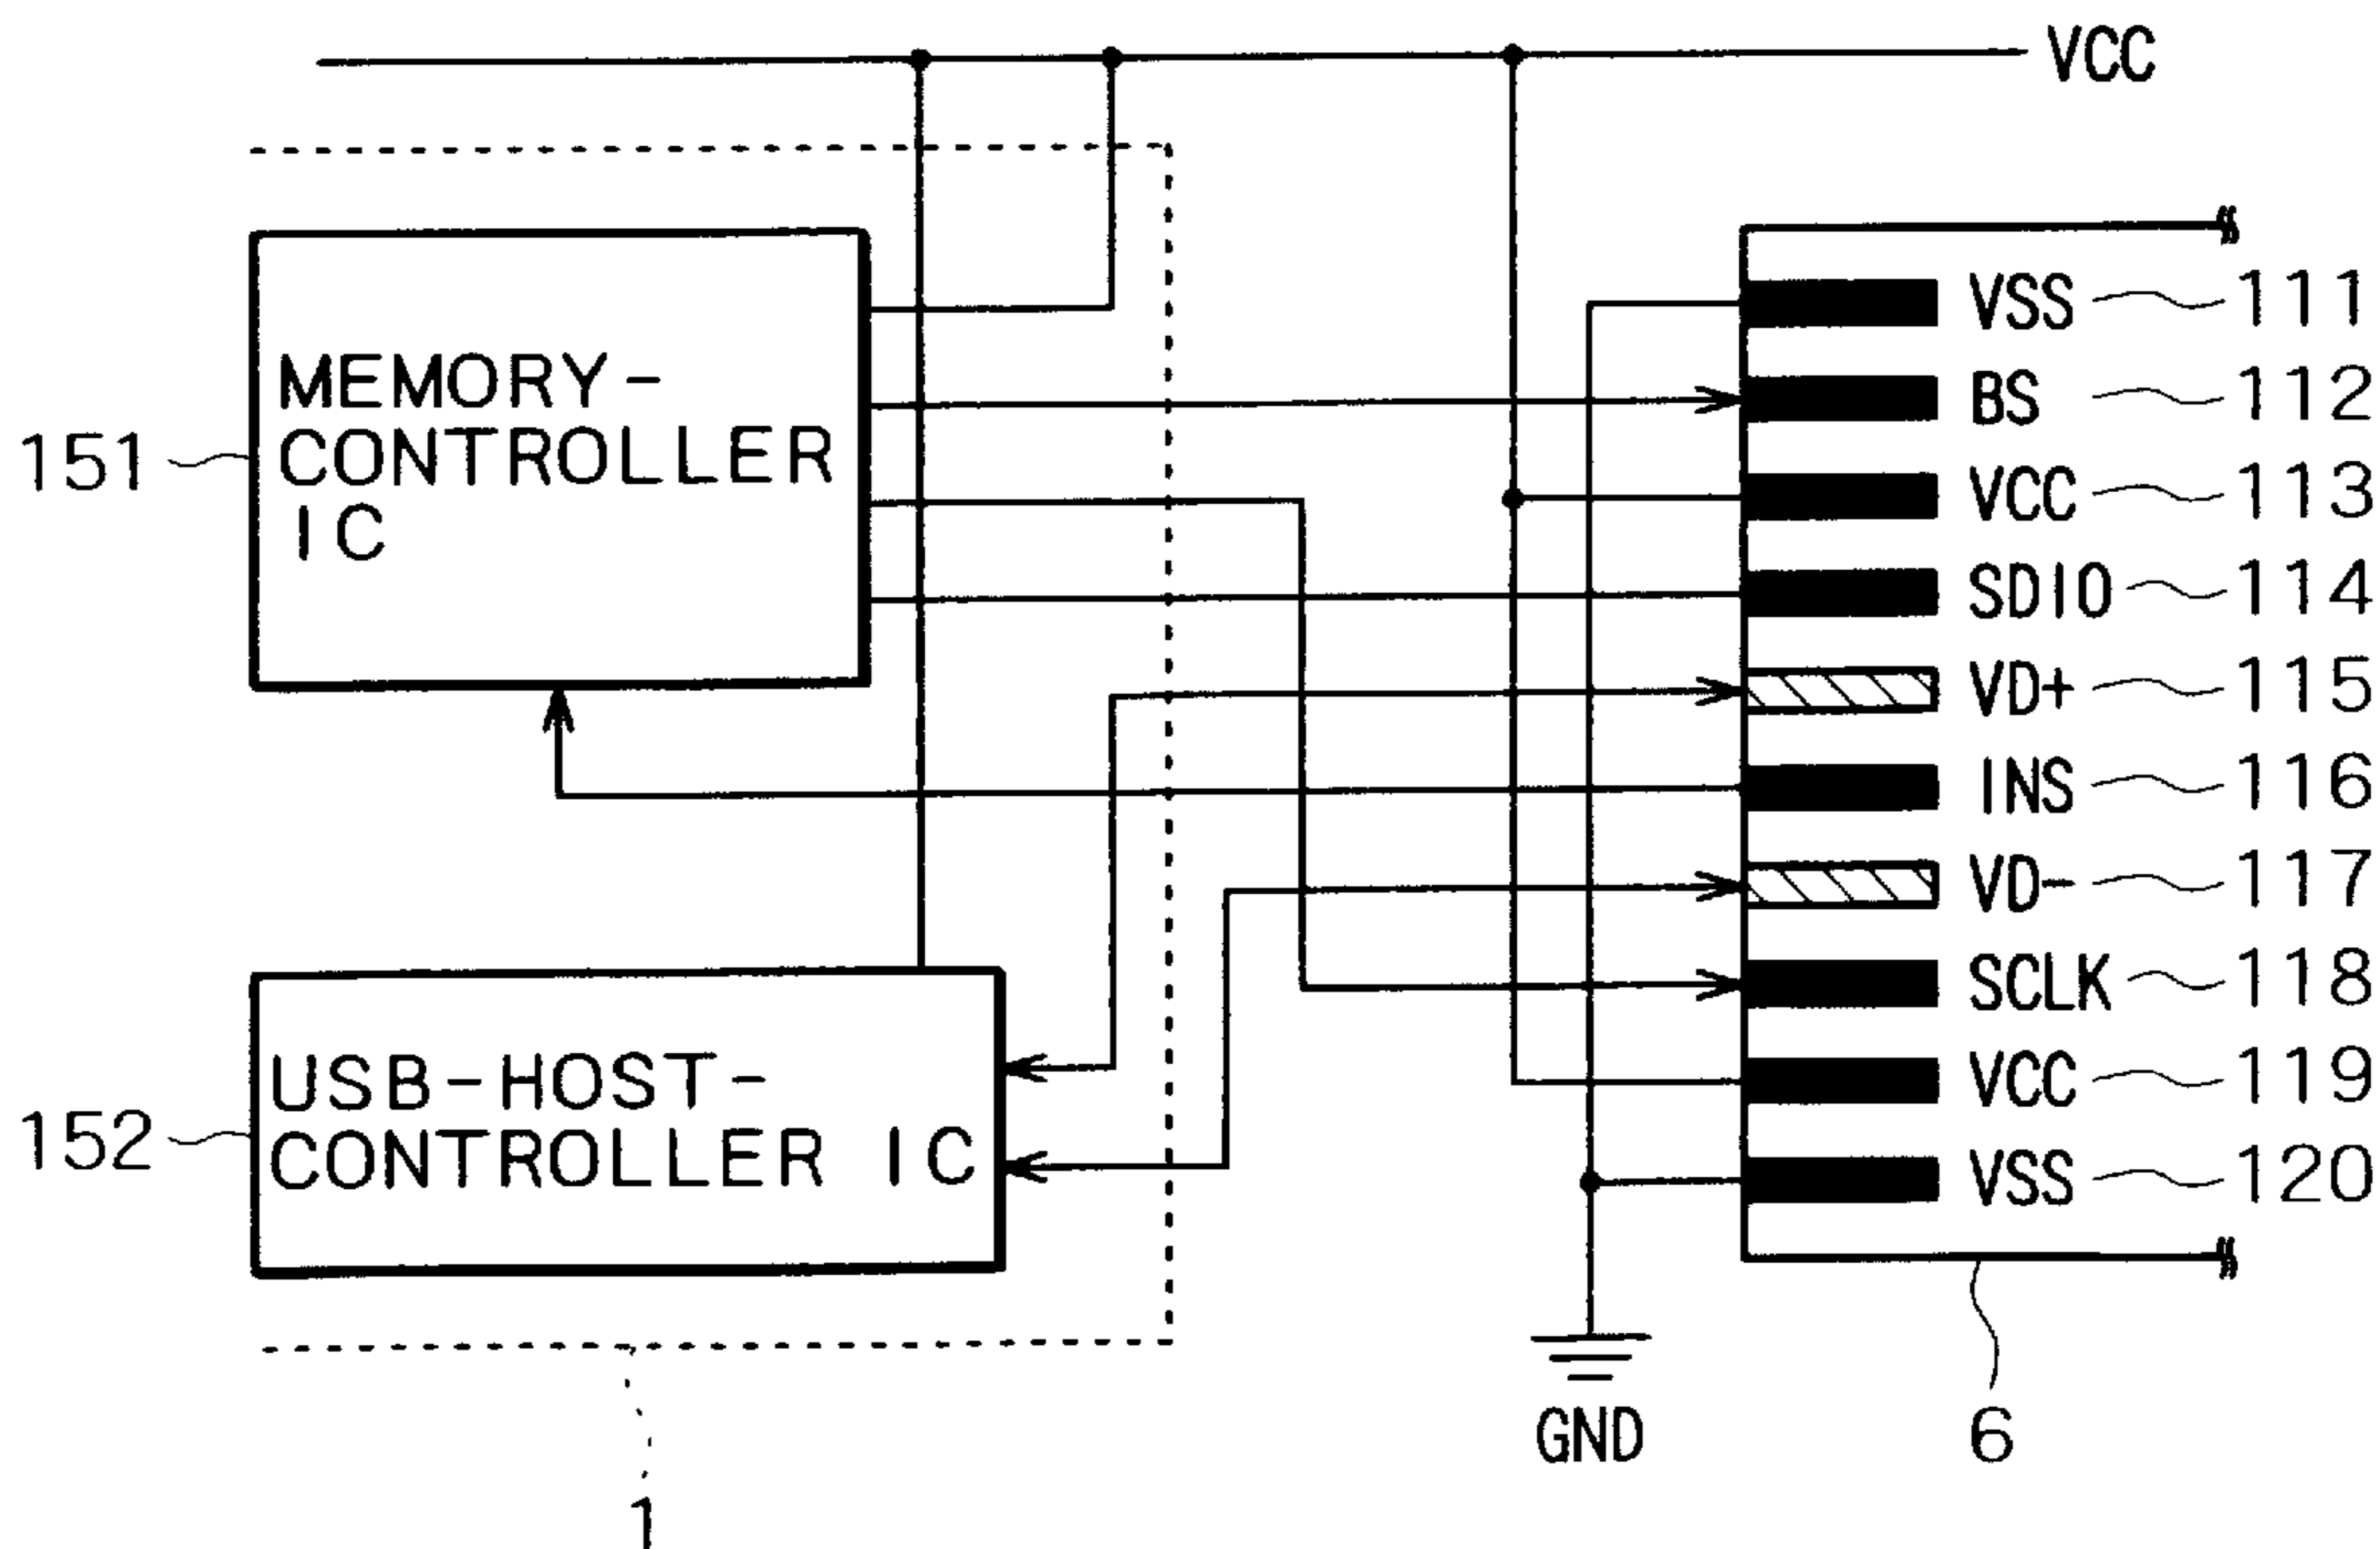 VCC
MEMORY-
CONTROLLER
IC
151
VSS 111
BS 112
VCC 113
SDIO 114
VD+ 115
INS 116
VD- 117
SCLK 118
VCC 119
VSS 120
USB-HOST-
CONTROLLER IC
152
GND
6
1